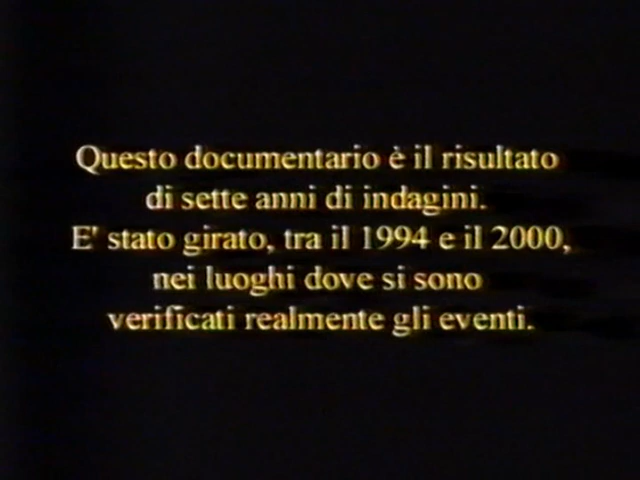 Questo documentario è il risultato
di sette anni di indagini.
E' stato girato, tra il 1994 e il 2000,
nei luoghi dove si sono
verificati realmente gli eventi.